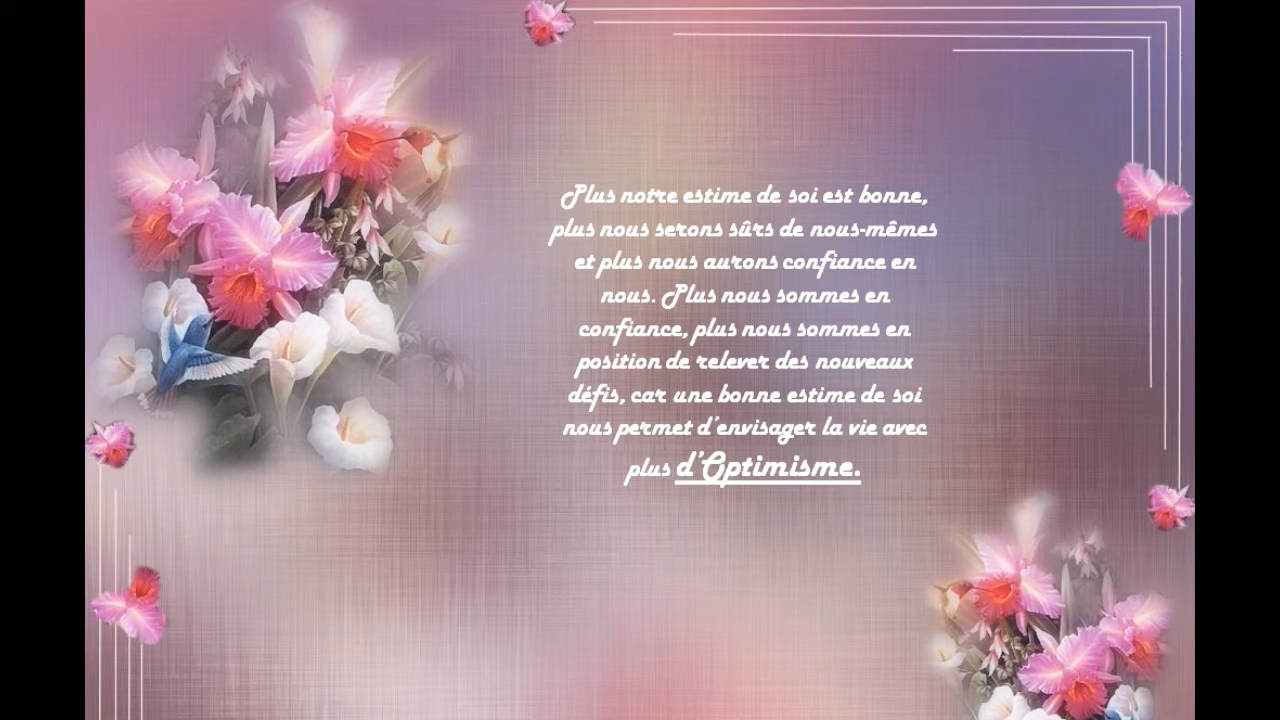 Plus notre estime de soi est bonne,
plus nous serons sûrs de nous-mêmes
et plus nous aurons confiance en
nous. Plus nous sommes en
confiance, plus nous sommes en
position de relever des nouveaux
défis, car une bonne estime de soi
nous permet d'envisager la vie avec
plus d'Optimisme.